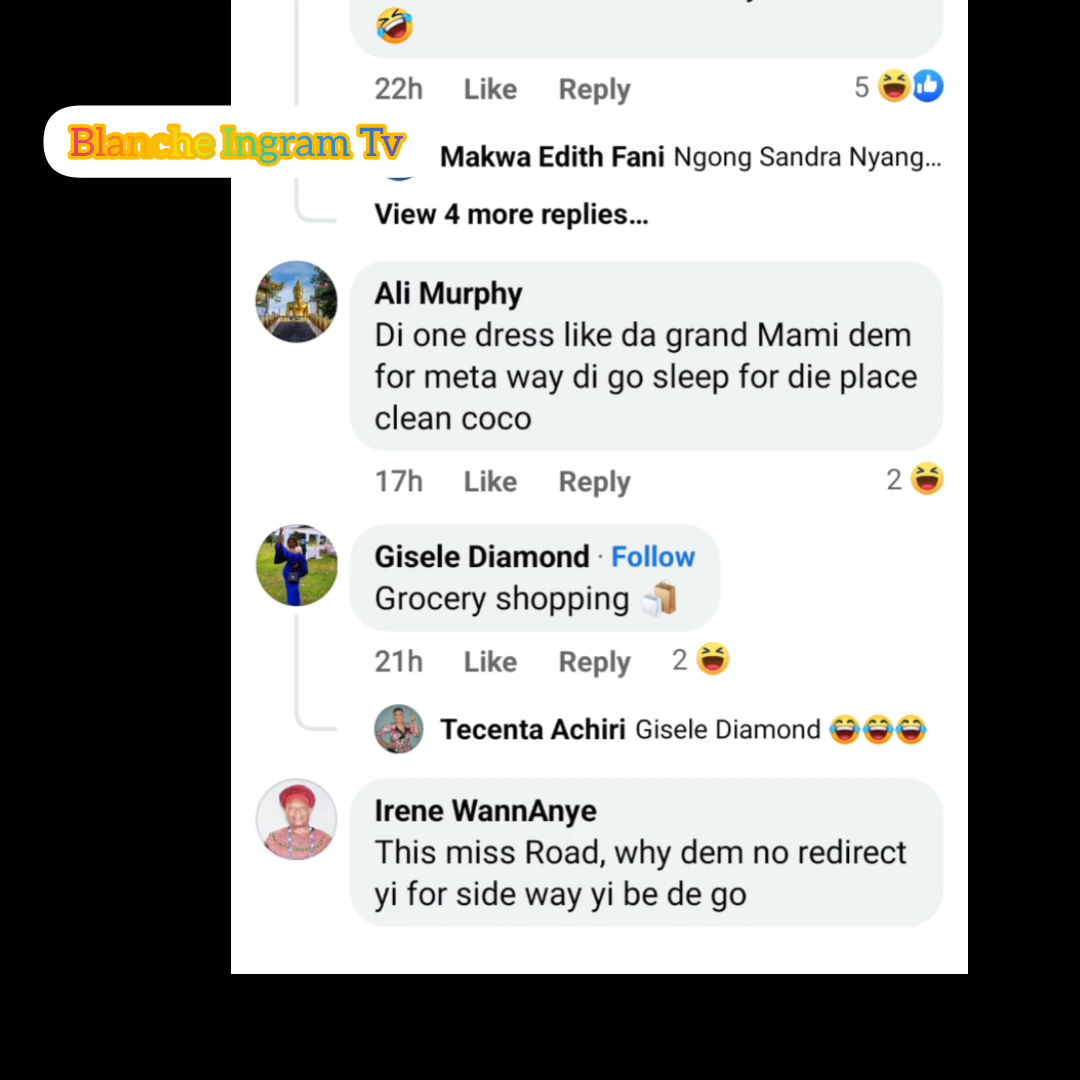 22h Like Reply 5
Blanche Ingram Tv
Makwa Edith Fani Ngong Sandra Nyang...
View 4 more replies...
Ali Murphy
Di one dress like da grand Mami dem
for meta way di go sleep for die place
clean coco
17h Like Reply 2
Gisele Diamond · Follow
Grocery shopping 🛍️
21h Like Reply 2
Tecenta Achiri Gisele Diamond 😂😂😂
Irene WannAnye
This miss Road, why dem no redirect
yi for side way yi be de go